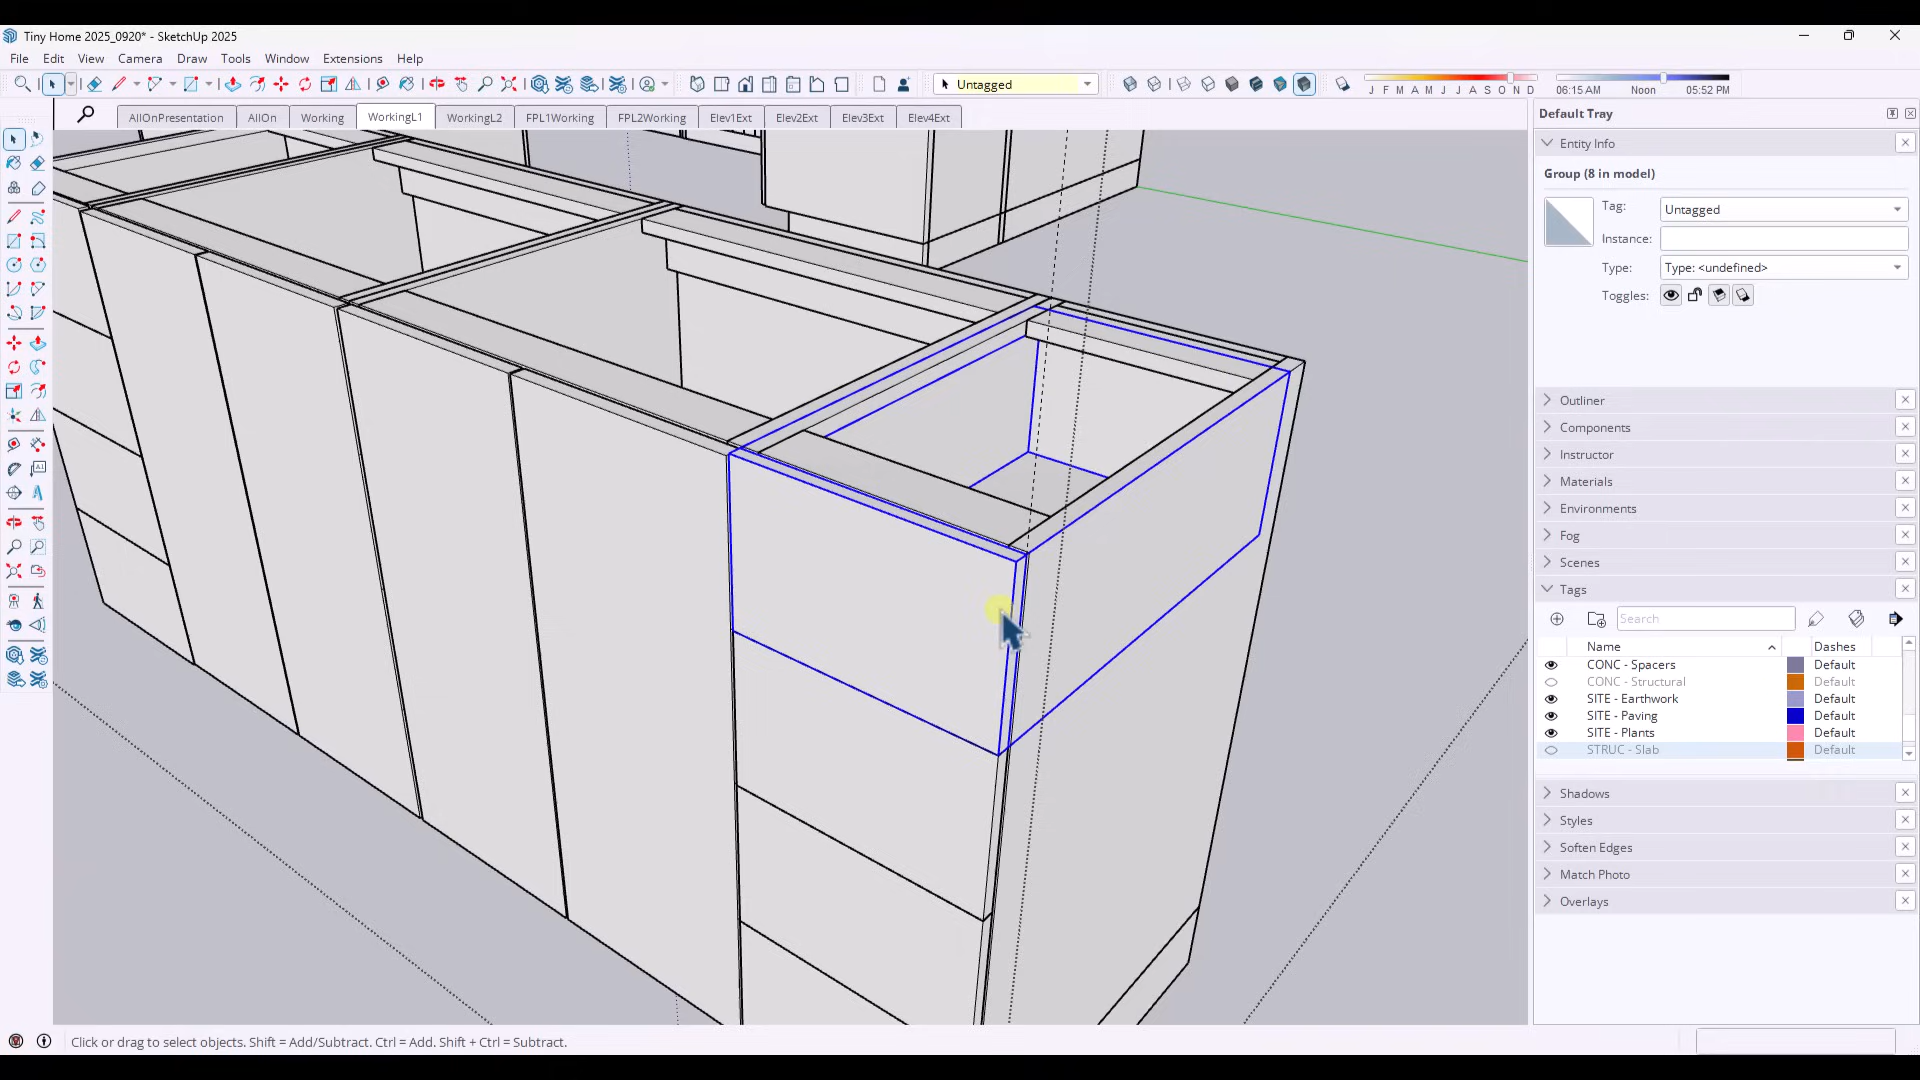 Tiny Home 2025_0920* - SketchUp 2025
File Edit View Camera Draw Tools Window Extensions Help
Untagged
J F M A M J J A S O N D
06:15 AM Noon 05:52 PM
AllOnPresentation AllOn Working WorkingL1 WorkingL2 FPL1Working FPL2Working Elev1Ext Elev2Ext Elev3Ext Elev4Ext
Default Tray
Entity Info
Group (8 in model)
Tag: Untagged
Instance:
Type: Type: <undefined>
Toggles:
Outliner
Components
Instructor
Materials
Environments
Fog
Scenes
Tags
Search
Name Dashes
CONC - Spacers Default
CONC - Structural Default
SITE - Earthwork Default
SITE - Paving Default
SITE - Plants Default
STRUC - Slab Default
Shadows
Styles
Soften Edges
Match Photo
Overlays
Click or drag to select objects. Shift = Add/Subtract. Ctrl = Add. Shift + Ctrl = Subtract.